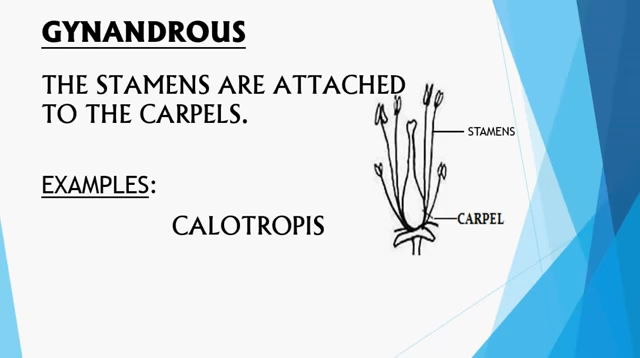 GYNANDROUS
THE STAMENS ARE ATTACHED
TO THE CARPELS.
STAMENS
EXAMPLES:
CARPEL
CALOTROPIS